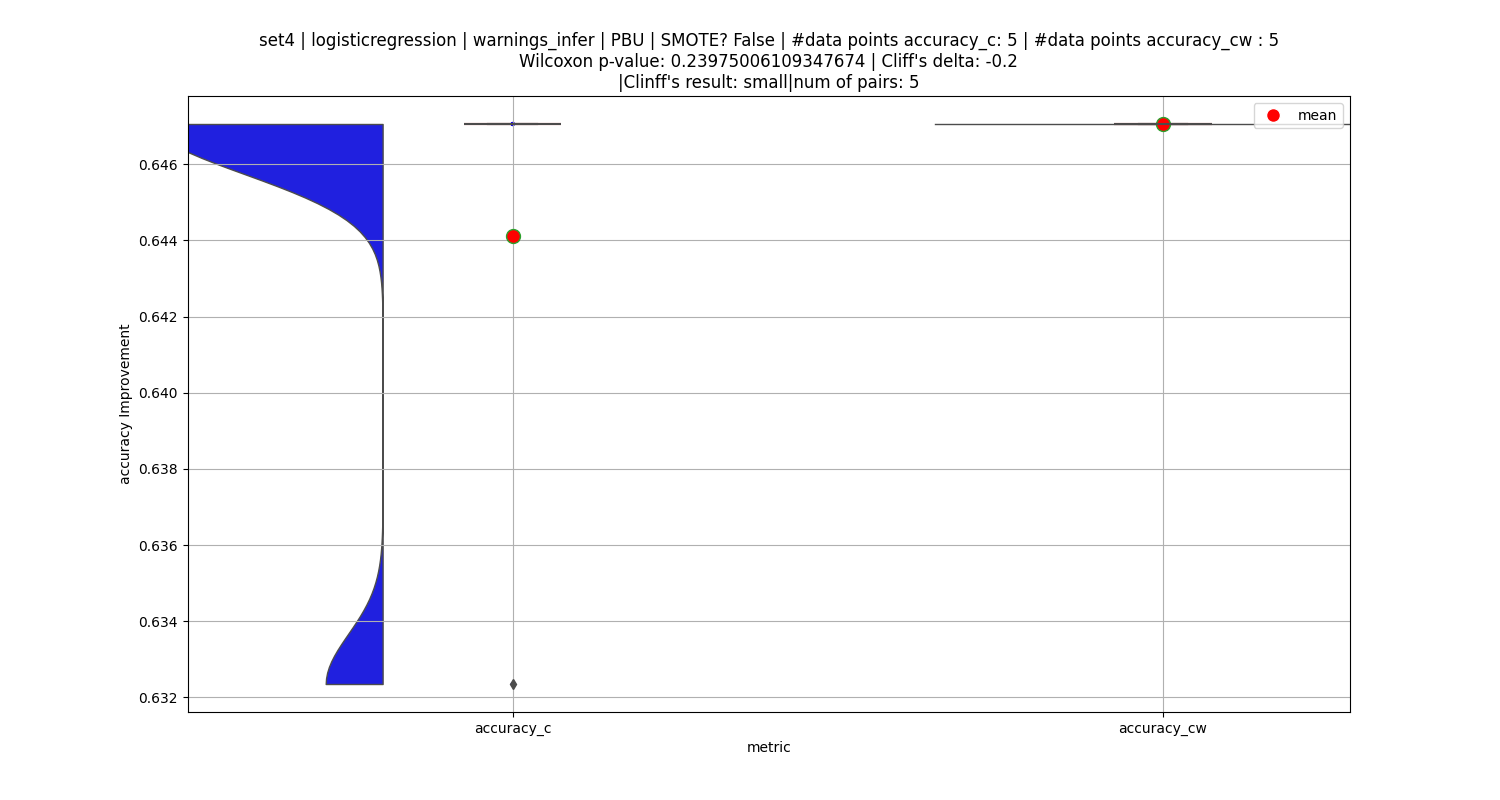 set4 | logisticregression | warnings_infer | PBU | SMOTE? False | #data points accuracy_c: 5 | #data points accuracy_cw : 5
Wilcoxon p-value: 0.23975006109347674 | Cliff's delta: -0.2
|Clinff's result: small|num of pairs: 5
mean
0.646
0.644
0.642
0.640
0.638
0.636
0.634
0.632
accuracy Improvement
accuracy_c
accuracy_cw
metric